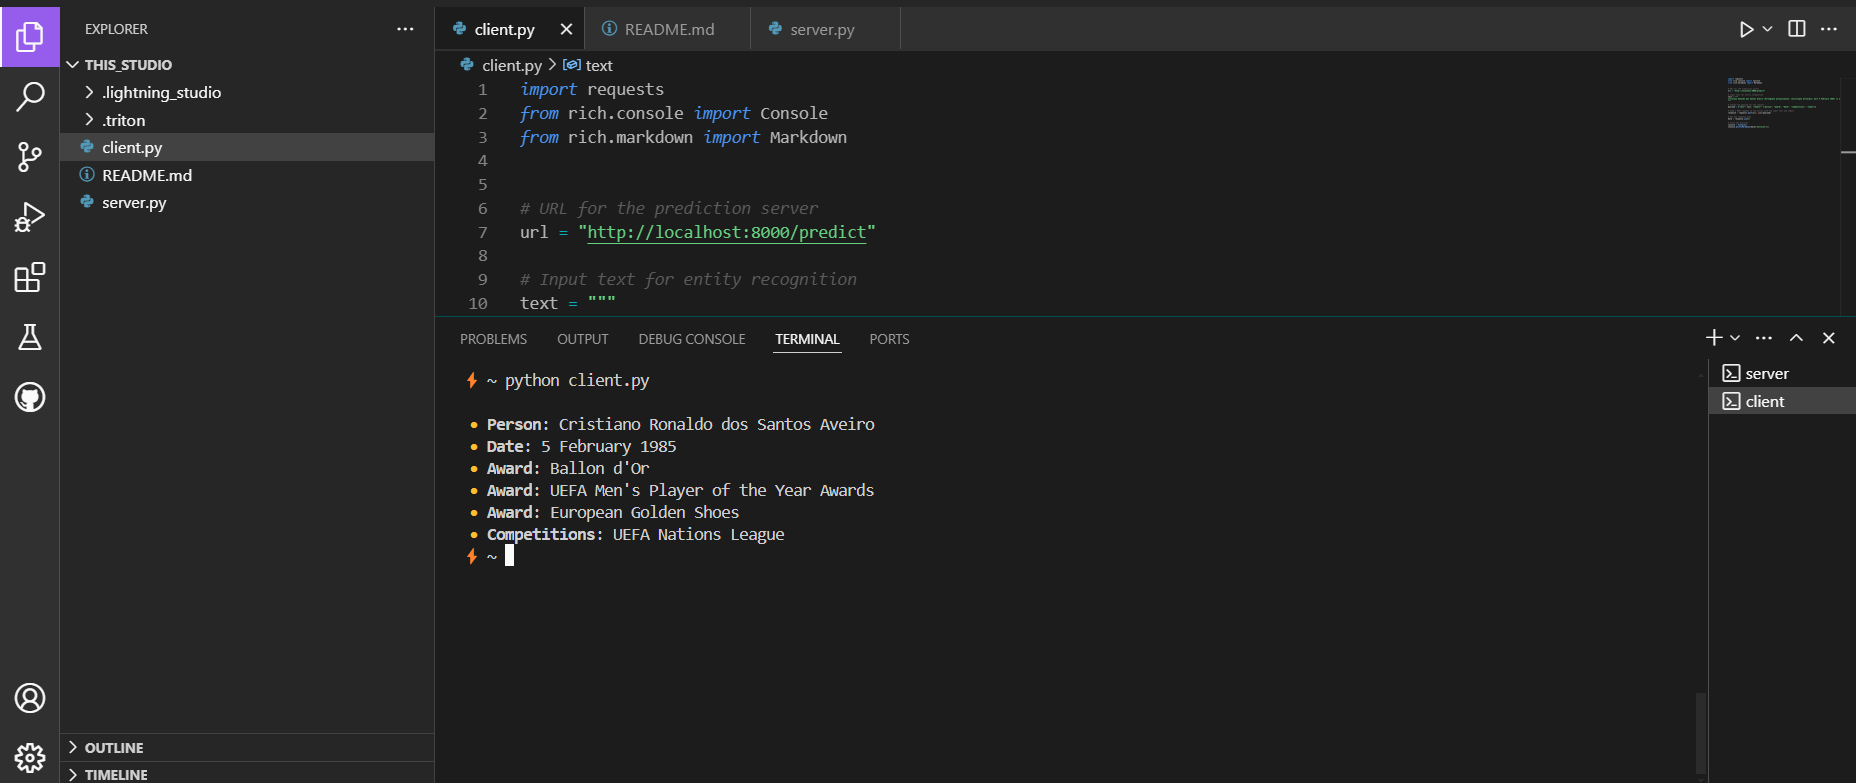 EXPLORER
THIS_STUDIO
.lightning_studio
.triton
client.py
README.md
server.py
OUTLINE
TIMELINE
client.py README.md server.py
client.py > text
1 import requests
2 from rich.console import Console
3 from rich.markdown import Markdown
4
5
6 # URL for the prediction server
7 url = "http://localhost:8000/predict"
8
9 # Input text for entity recognition
10 text = """
PROBLEMS OUTPUT DEBUG CONSOLE TERMINAL PORTS
~ python client.py
• Person: Cristiano Ronaldo dos Santos Aveiro
• Date: 5 February 1985
• Award: Ballon d'Or
• Award: UEFA Men's Player of the Year Awards
• Award: European Golden Shoes
• Competitions: UEFA Nations League
~
server
client